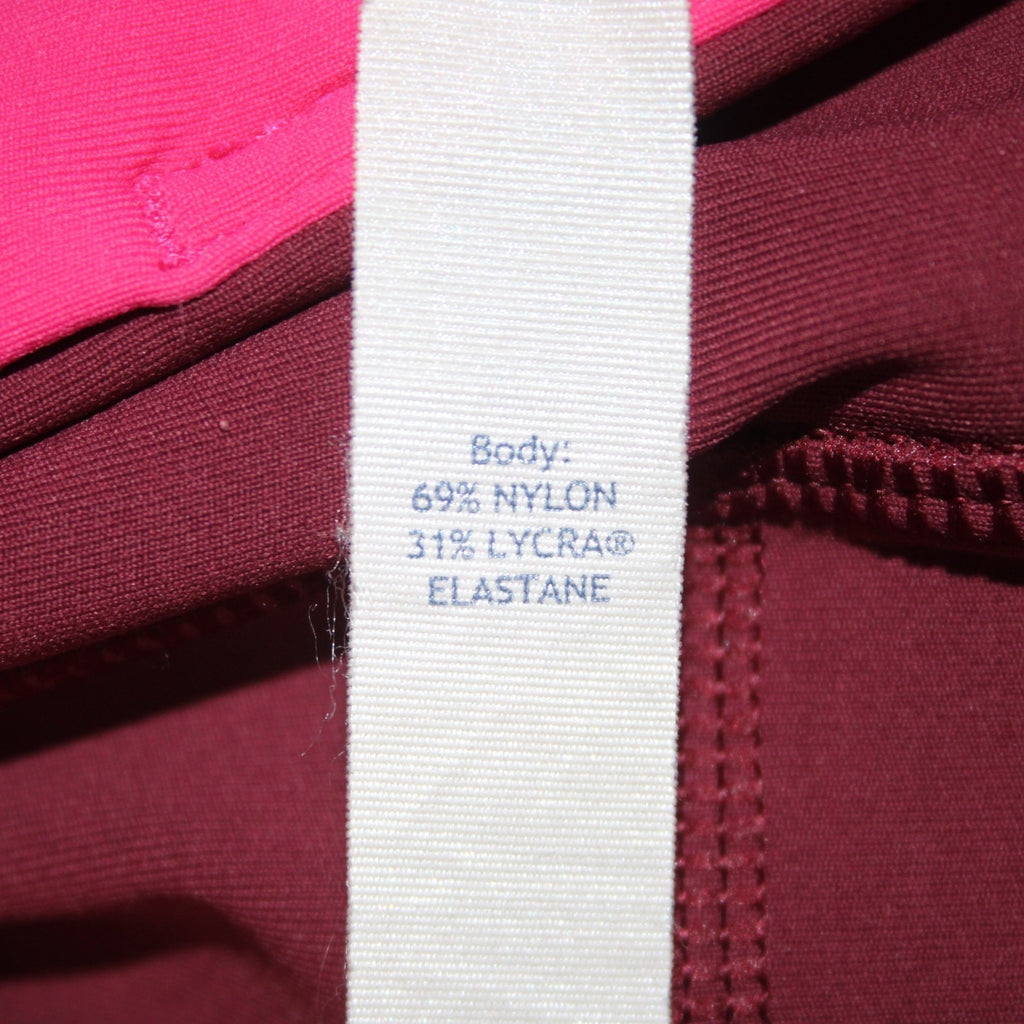 Body:
69% NYLON
31% LYCRA®
ELASTANE